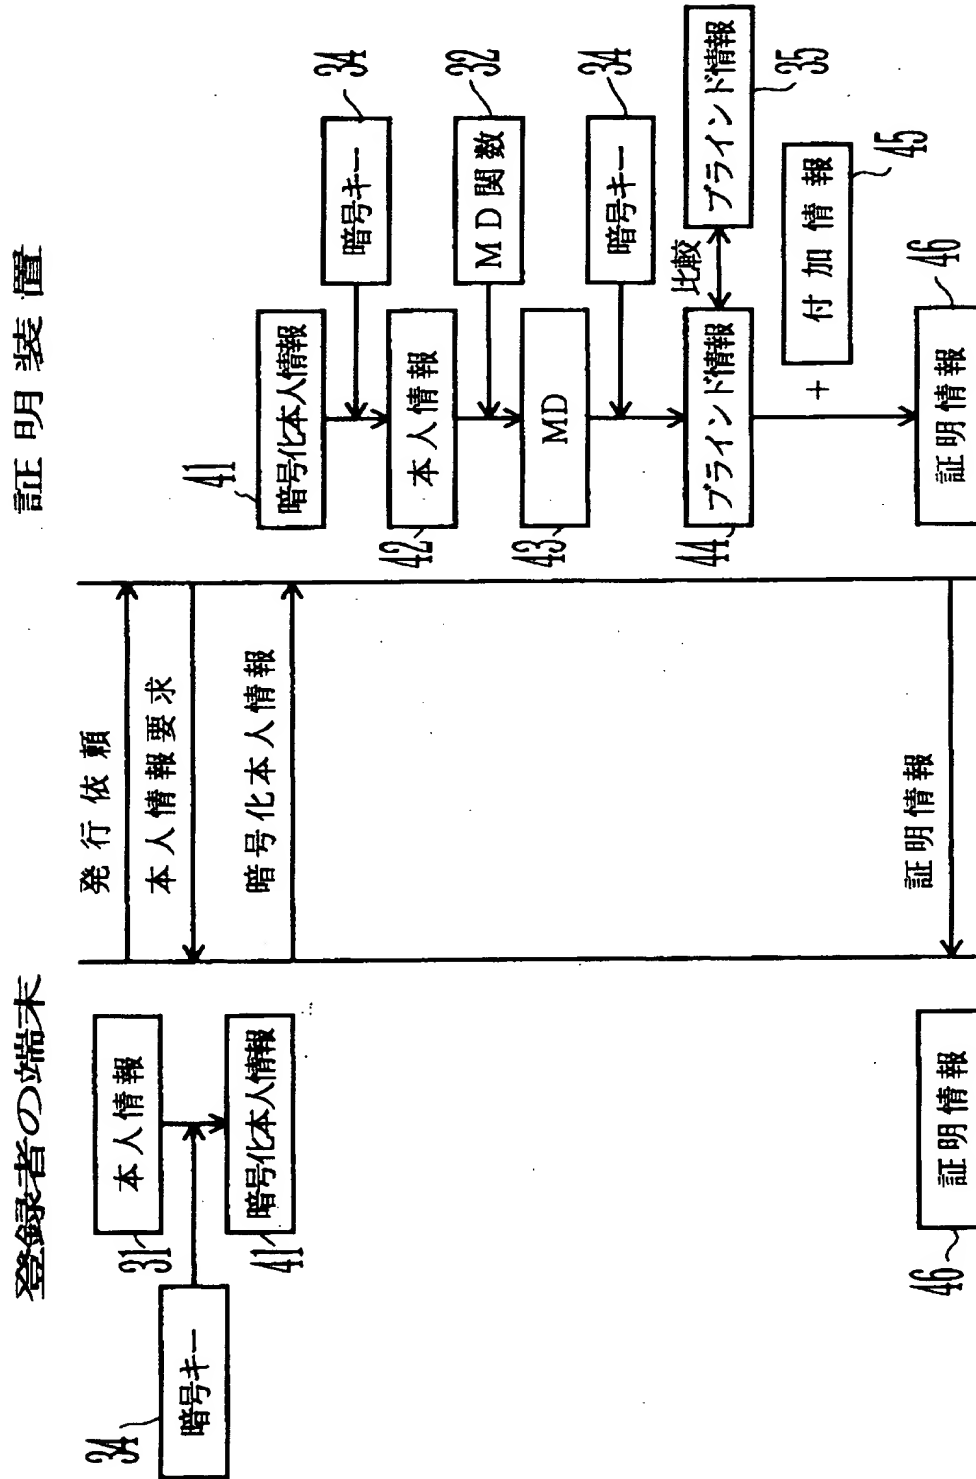 登録者の端末
証明装置
34
暗号キー
31
本人情報
41
暗号化本人情報
発行依頼
本人情報要求
暗号化本人情報
41
暗号化本人情報
34
暗号キー
42
本人情報
32
MD関数
43
MD
34
暗号キー
44
ブラインド情報
比較
ブラインド情報
35
+
付加情報
45
証明情報
46
証明情報
46
証明情報